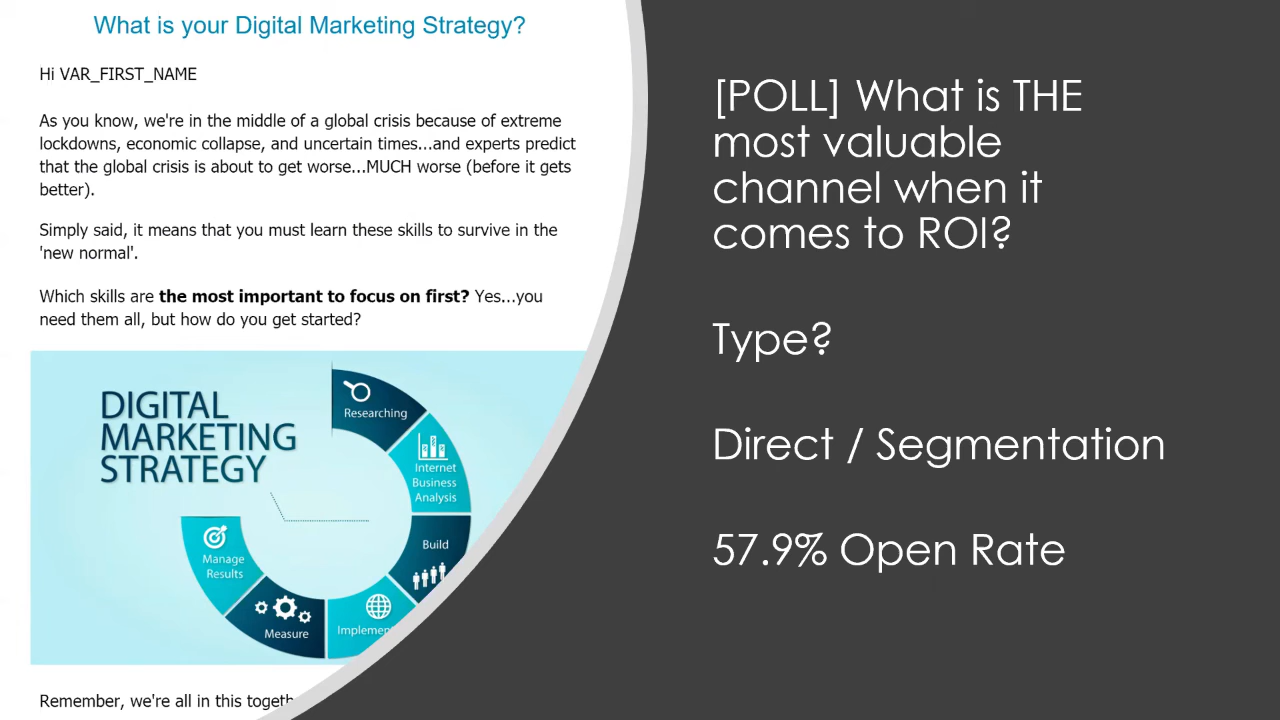 What is your Digital Marketing Strategy?
Hi VAR_FIRST_NAME
As you know, we're in the middle of a global crisis because of extreme
lockdowns, economic collapse, and uncertain times...and experts predict
that the global crisis is about to get worse...MUCH worse (before it gets
better).
Simply said, it means that you must learn these skills to survive in the
'new normal'.
Which skills are the most important to focus on first? Yes...you
need them all, but how do you get started?
DIGITAL
MARKETING
STRATEGY
Researching
Internet
Business
Analysis
Build
Implemen
Measure
Manage
Results
Remember, we're all in this togeth
[POLL] What is THE
most valuable
channel when it
comes to ROI?
Type?
Direct / Segmentation
57.9% Open Rate